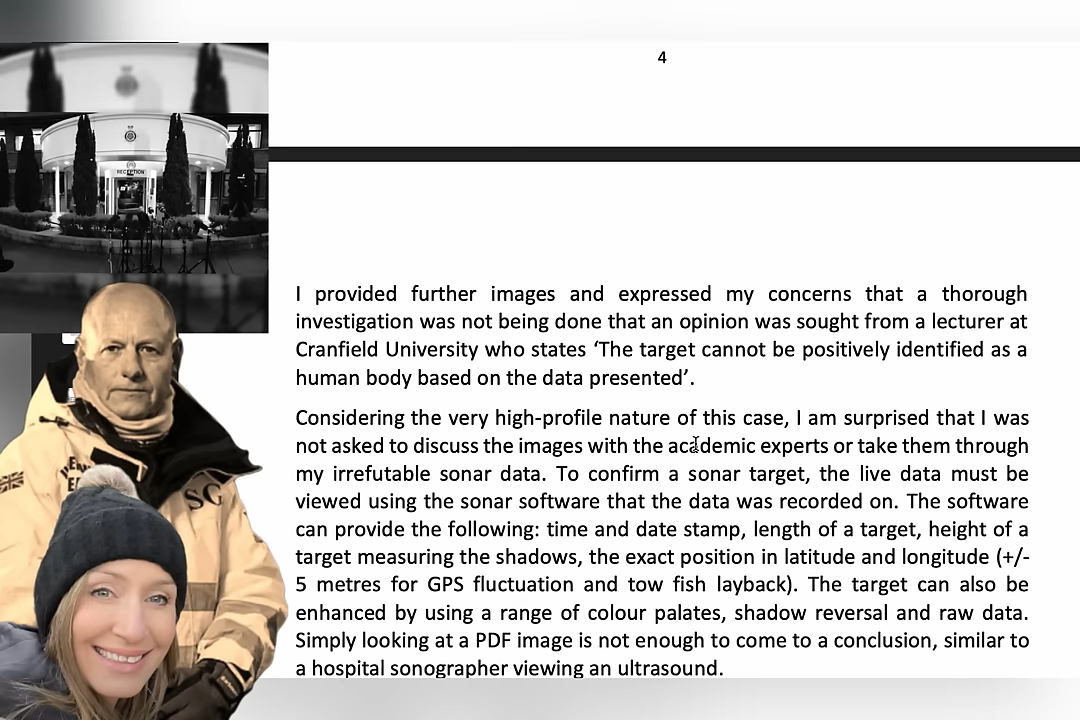 4
RECEPTION
I provided further images and expressed my concerns that a thorough
investigation was not being done that an opinion was sought from a lecturer at
Cranfield University who states ‘The target cannot be positively identified as a
human body based on the data presented’.
Considering the very high-profile nature of this case, I am surprised that I was
not asked to discuss the images with the academic experts or take them through
my irrefutable sonar data. To confirm a sonar target, the live data must be
viewed using the sonar software that the data was recorded on. The software
can provide the following: time and date stamp, length of a target, height of a
target measuring the shadows, the exact position in latitude and longitude (+/-
5 metres for GPS fluctuation and tow fish layback). The target can also be
enhanced by using a range of colour palates, shadow reversal and raw data.
Simply looking at a PDF image is not enough to come to a conclusion, similar to
a hospital sonographer viewing an ultrasound.
SG